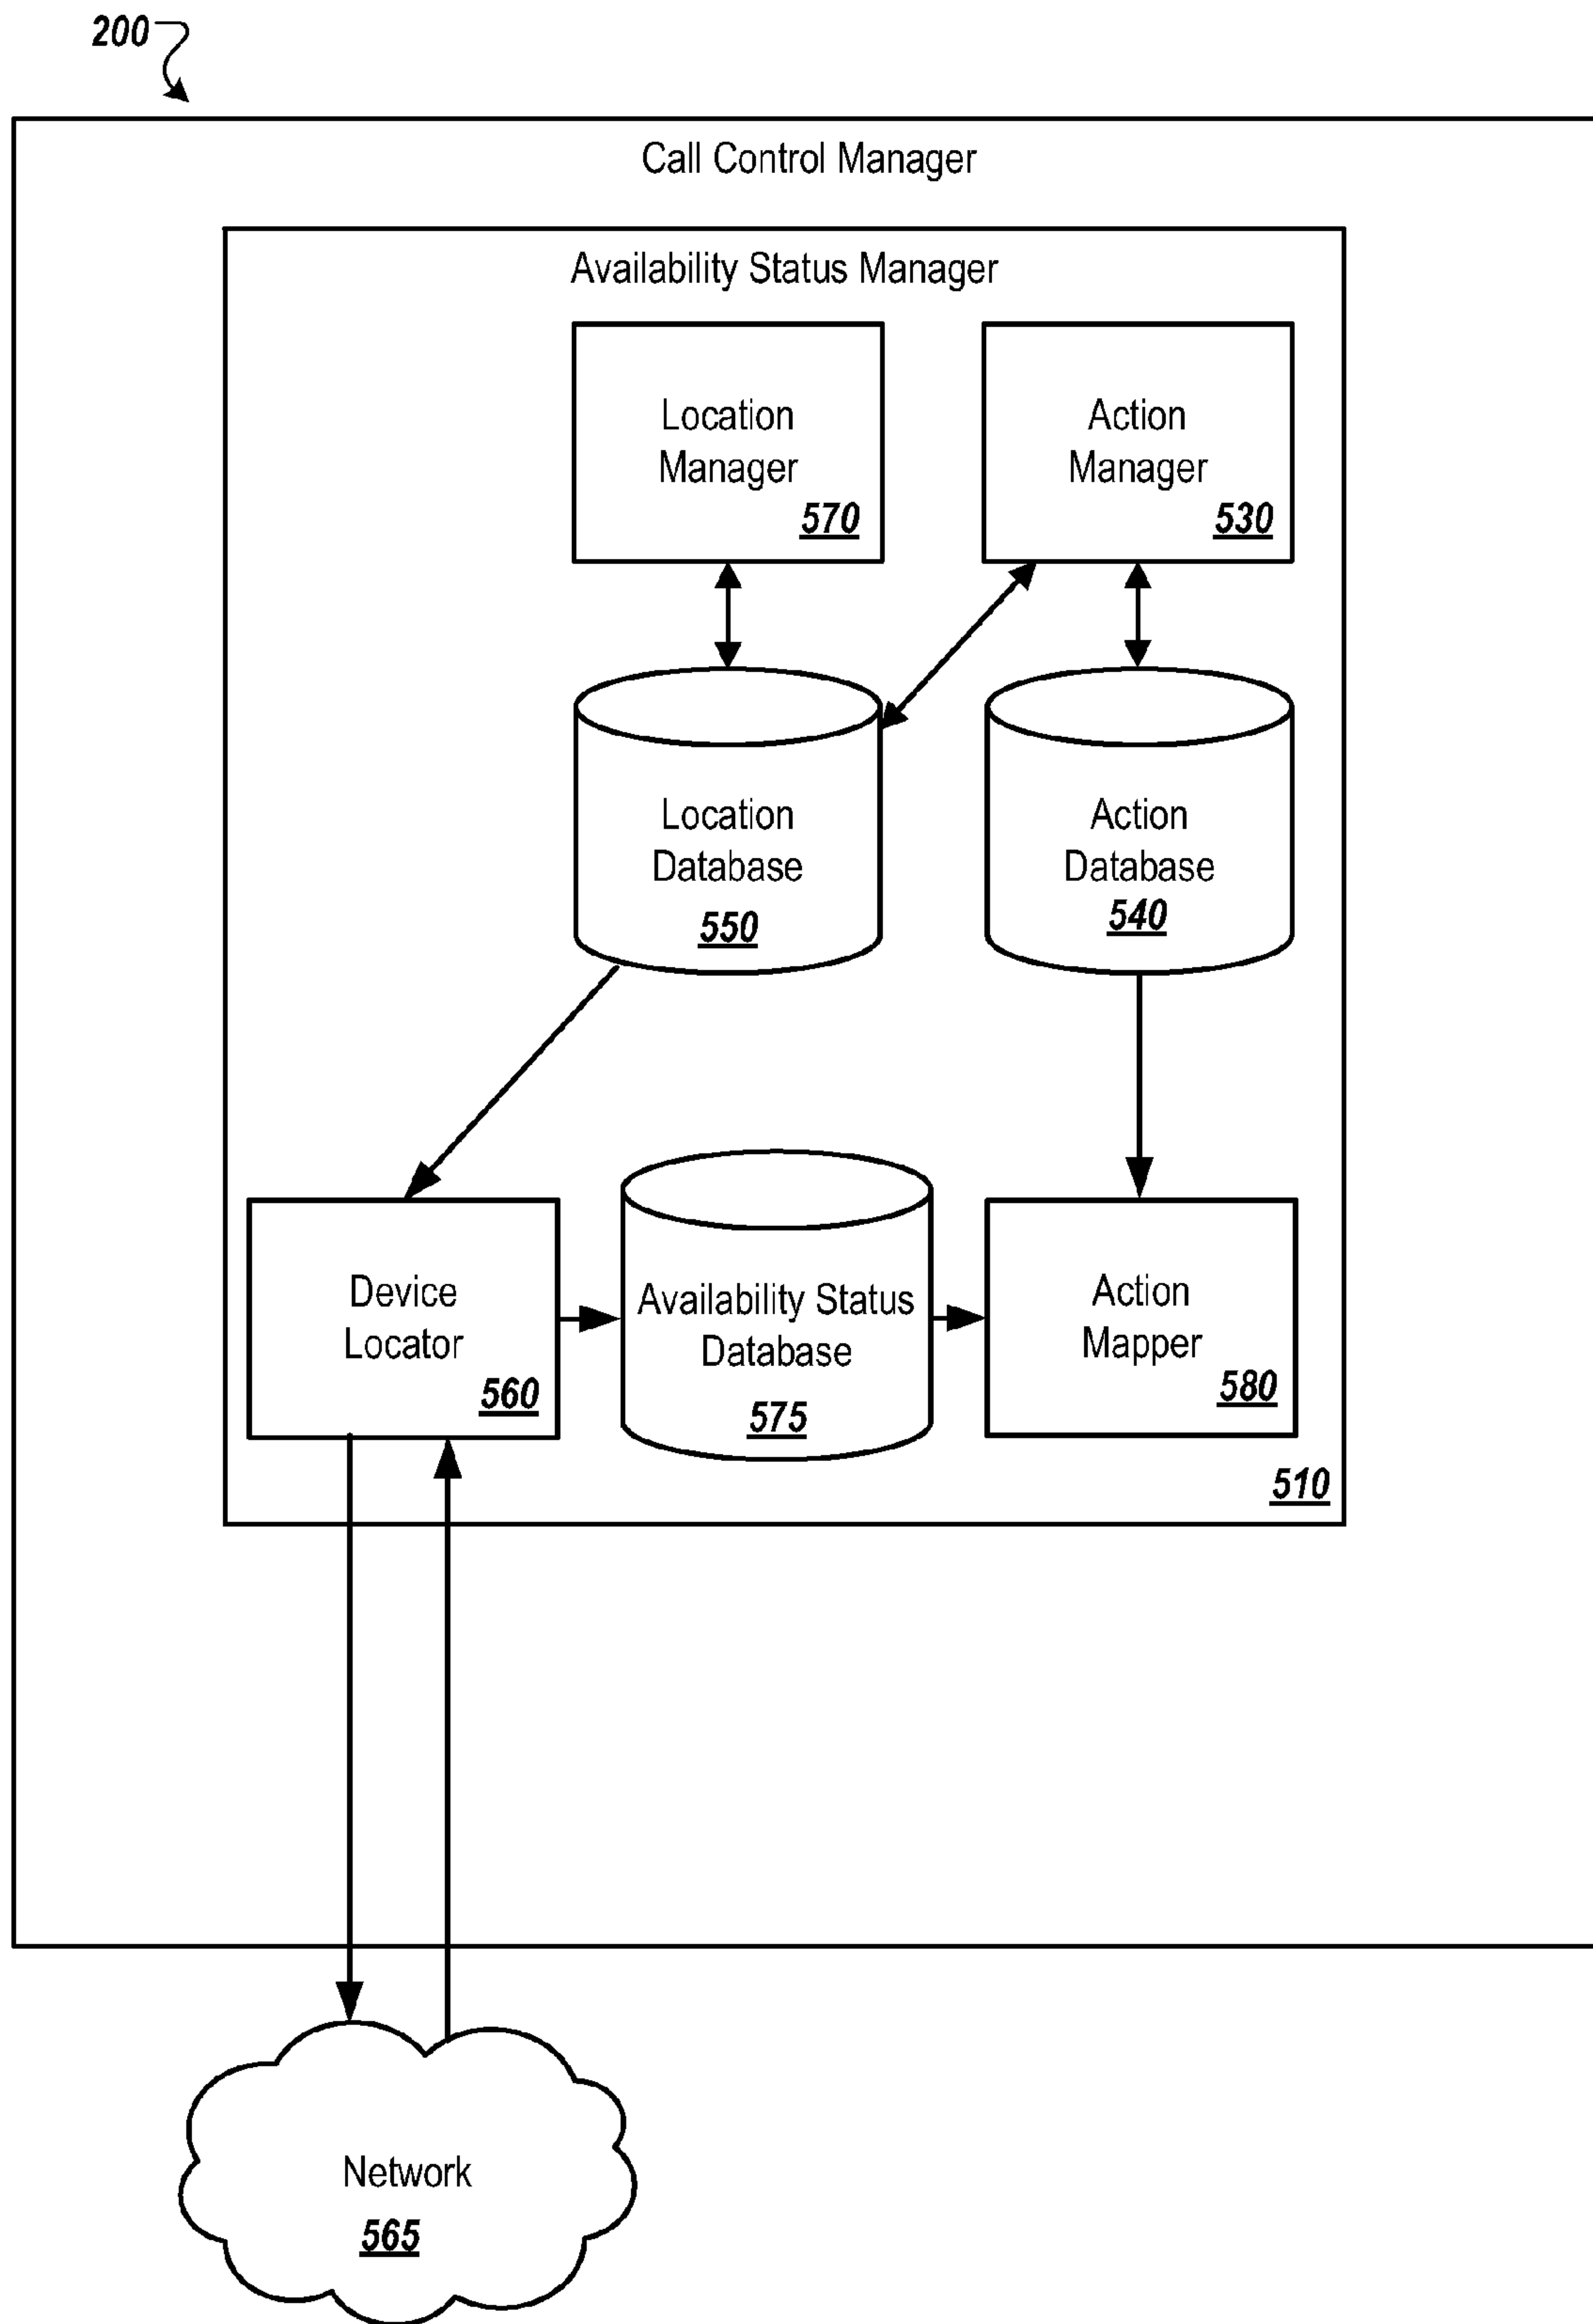 200
Call Control Manager
Availability Status Manager
Location
Manager
570
Action
Manager
530
Location
Database
550
Action
Database
540
Device
Locator
560
Availability Status
Database
575
Action
Mapper
580
510
Network
565